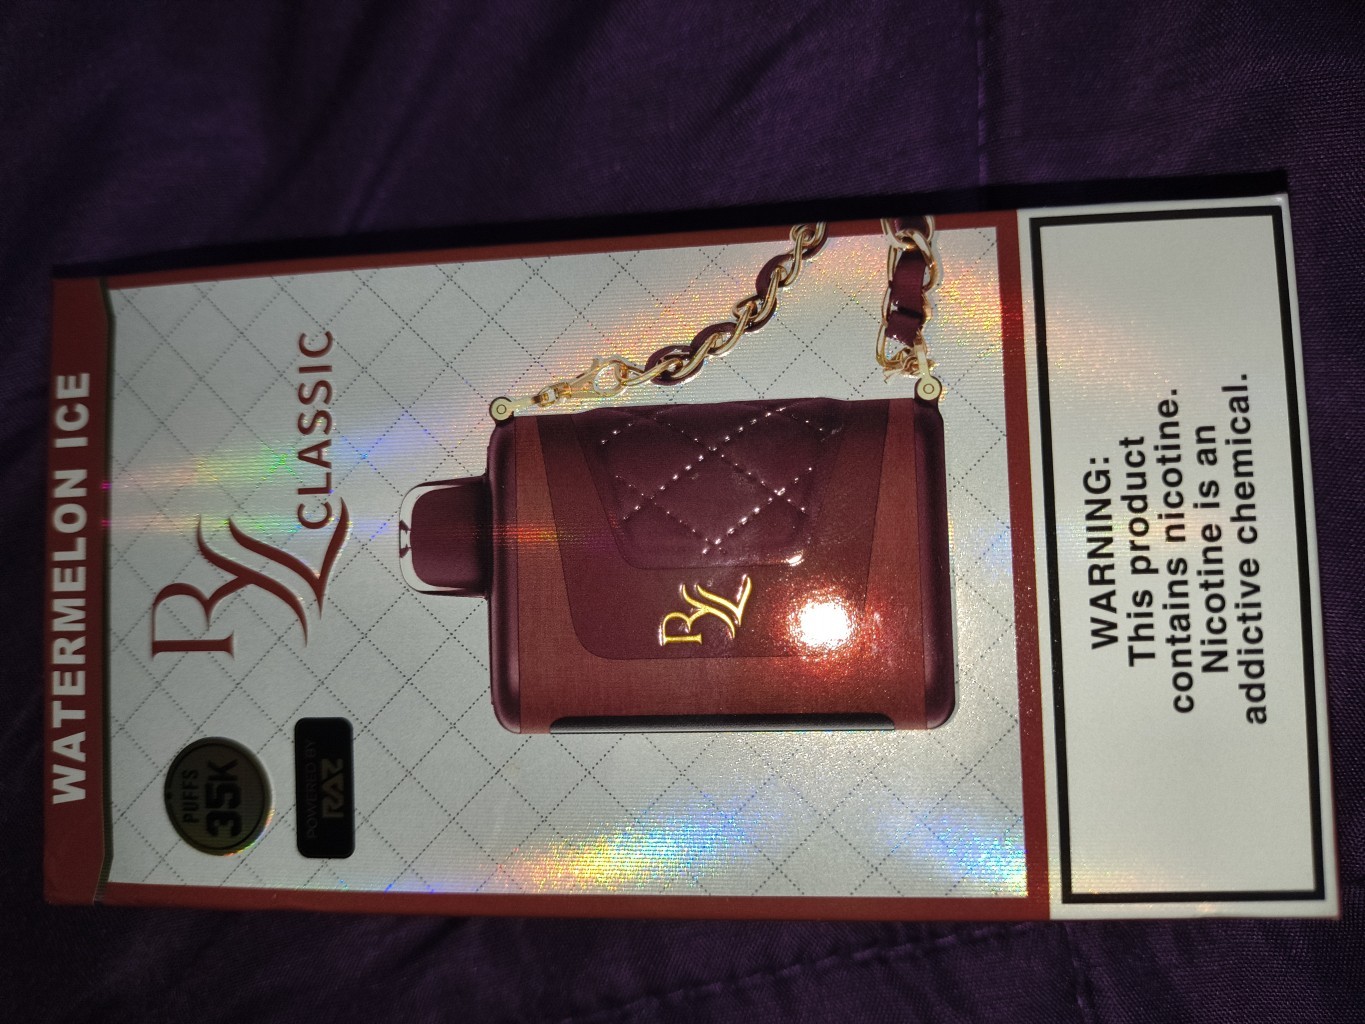 WATERMELON ICE
RYL
CLASSIC
PUFFS
35K
POWERED BY
RAZ
RYL
WARNING:
This product
contains nicotine.
Nicotine is an
addictive chemical.